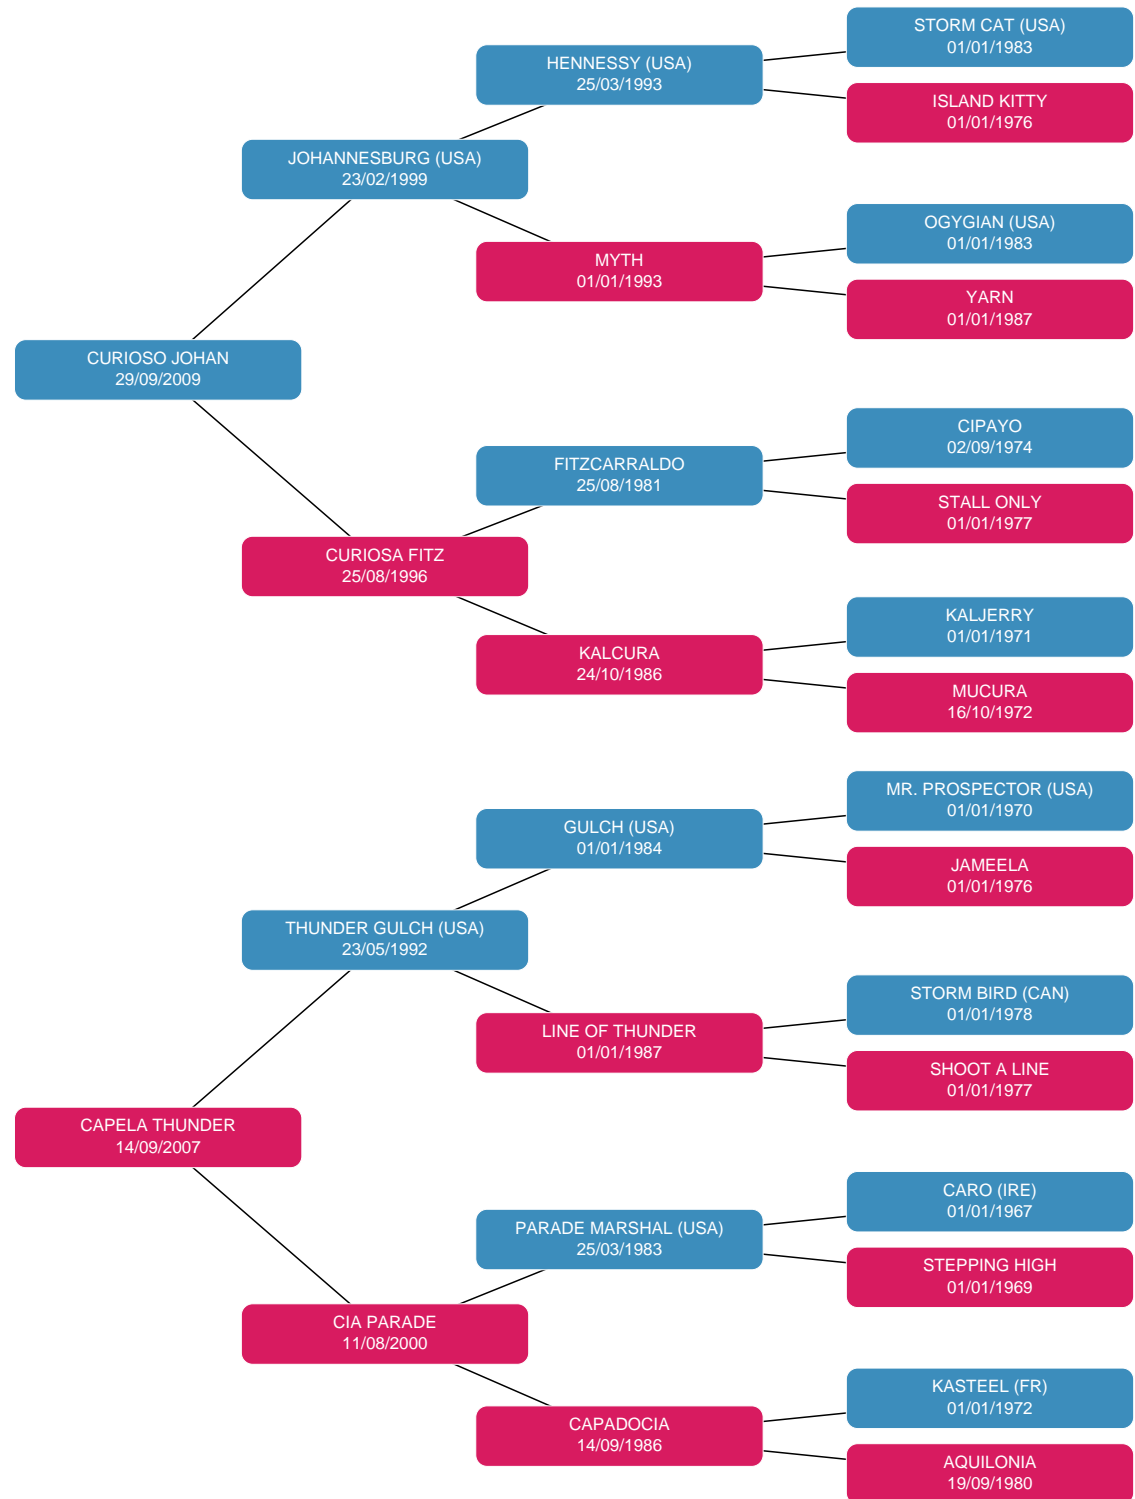 STORM CAT (USA)
01/01/1983
HENNESSY (USA)
25/03/1993
ISLAND KITTY
01/01/1976
JOHANNESBURG (USA)
23/02/1999
OGYGIAN (USA)
01/01/1983
MYTH
01/01/1993
YARN
01/01/1987
CURIOSO JOHAN
29/09/2009
CIPAYO
02/09/1974
FITZCARRALDO
25/08/1981
STALL ONLY
01/01/1977
CURIOSA FITZ
25/08/1996
KALJERRY
01/01/1971
KALCURA
24/10/1986
MUCURA
16/10/1972
MR. PROSPECTOR (USA)
01/01/1970
GULCH (USA)
01/01/1984
JAMEELA
01/01/1976
THUNDER GULCH (USA)
23/05/1992
STORM BIRD (CAN)
01/01/1978
LINE OF THUNDER
01/01/1987
SHOOT A LINE
01/01/1977
CAPELA THUNDER
14/09/2007
CARO (IRE)
01/01/1967
PARADE MARSHAL (USA)
25/03/1983
STEPPING HIGH
01/01/1969
CIA PARADE
11/08/2000
KASTEEL (FR)
01/01/1972
CAPADOCIA
14/09/1986
AQUILONIA
19/09/1980